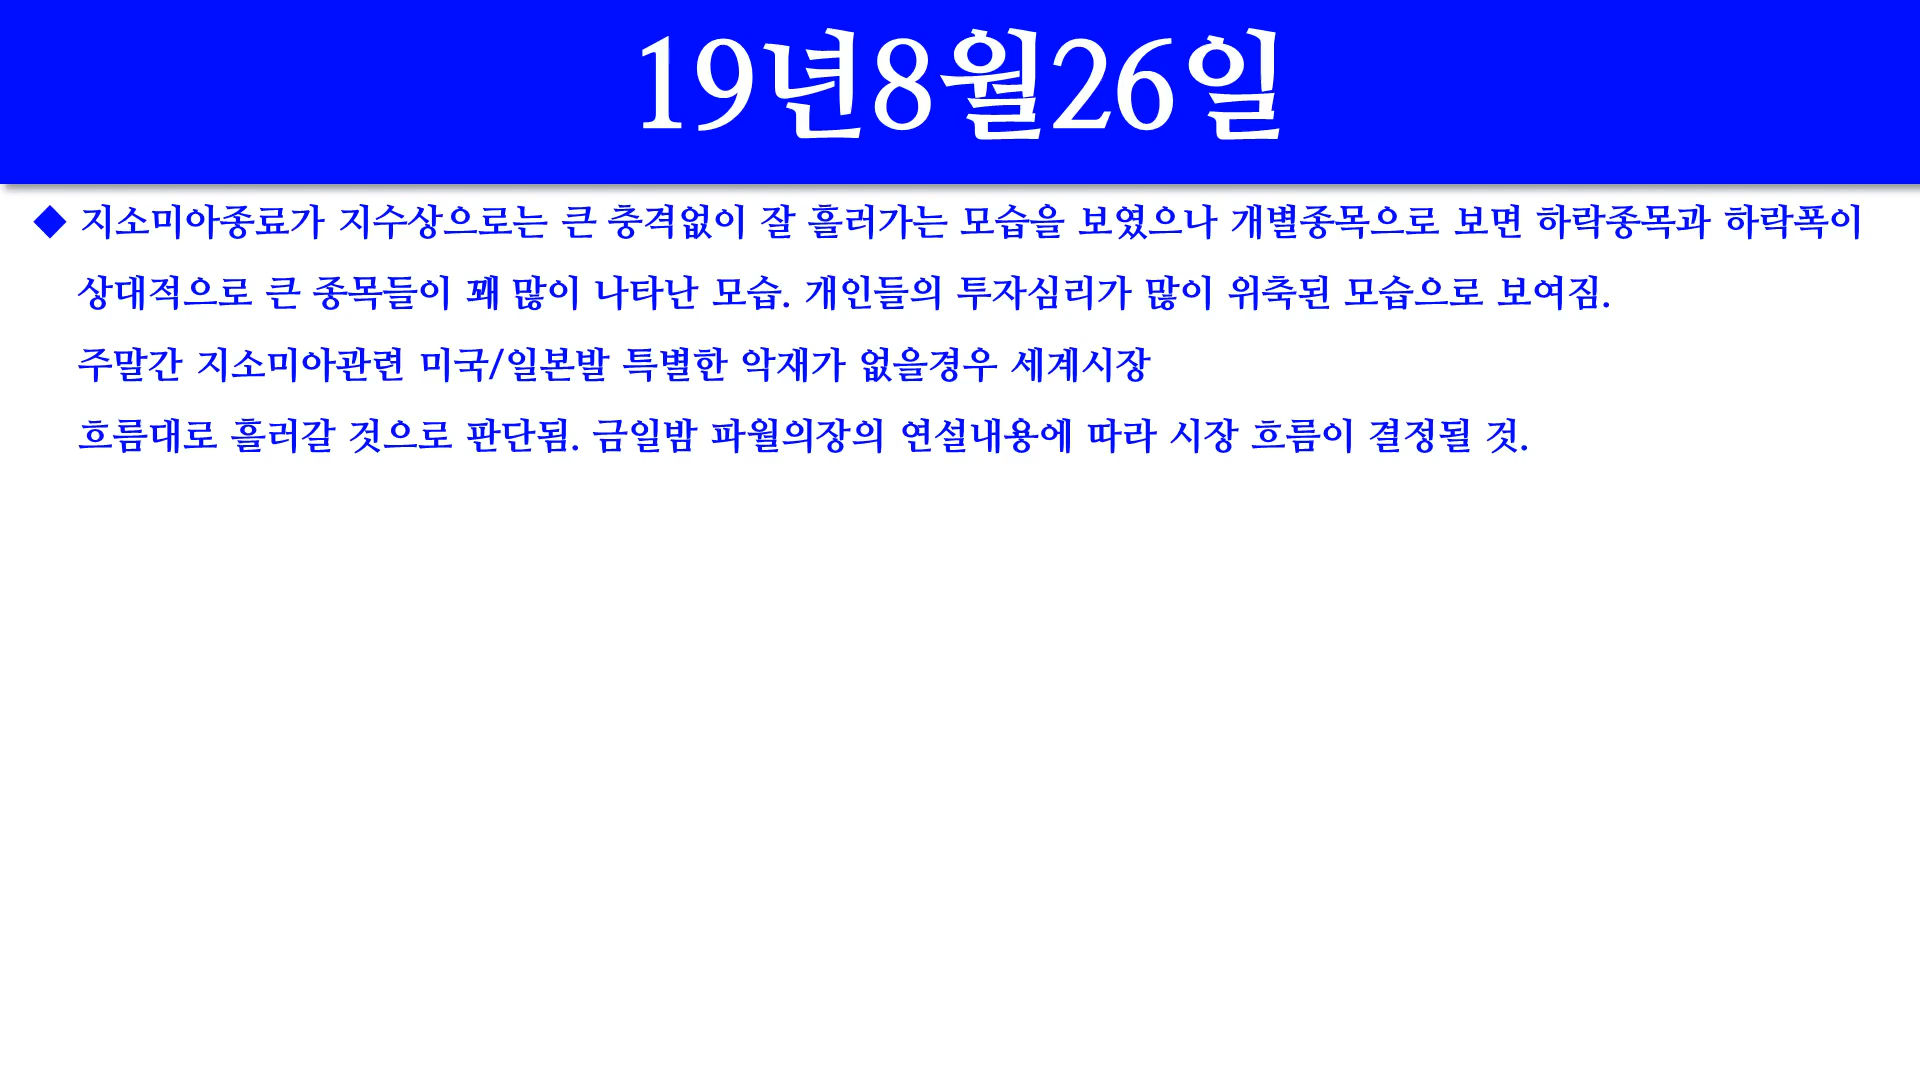 19년8월26일
◆ 지소미아종료가 지수상으로는 큰 충격없이 잘 흘러가는 모습을 보였으나 개별종목으로 보면 하락종목과 하락폭이
상대적으로 큰 종목들이 꽤 많이 나타난 모습. 개인들의 투자심리가 많이 위축된 모습으로 보여짐.
주말간 지소미아관련 미국/일본발 특별한 악재가 없을경우 세계시장
흐름대로 흘러갈 것으로 판단됨. 금일밤 파월의장의 연설내용에 따라 시장 흐름이 결정될 것.